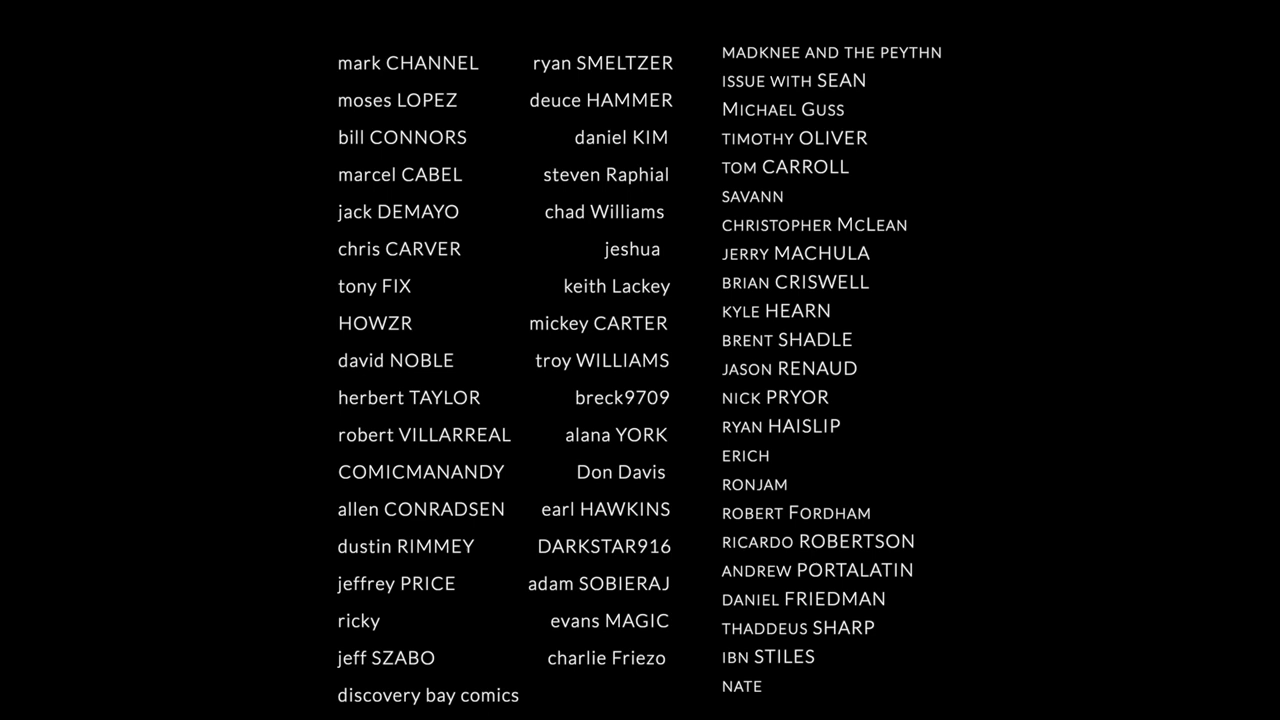 mark CHANNEL
moses LOPEZ
bill CONNORS
marcel CABEL
jack DEMAYO
chris CARVER
tony FIX
HOWZR
david NOBLE
herbert TAYLOR
robert VILLARREAL
COMICMANANDY
allen CONRADSEN
dustin RIMMEY
jeffrey PRICE
ricky
jeff SZABO
discovery bay comics
ryan SMELTZER
deuce HAMMER
daniel KIM
steven Raphial
chad Williams
jeshua
keith Lackey
mickey CARTER
troy WILLIAMS
breck9709
alana YORK
Don Davis
earl HAWKINS
DARKSTAR916
adam SOBIERAJ
evans MAGIC
charlie Friezo
MADKNEE AND THE PEYTHN
ISSUE WITH SEAN
MICHAEL GUSS
TIMOTHY OLIVER
TOM CARROLL
SAVANN
CHRISTOPHER MCLEAN
JERRY MACHULA
BRIAN CRISWELL
KYLE HEARN
BRENT SHADLE
JASON RENAUD
NICK PRYOR
RYAN HAISLIP
ERICH
RONJAM
ROBERT FORDHAM
RICARDO ROBERTSON
ANDREW PORTALATIN
DANIEL FRIEDMAN
THADDEUS SHARP
IBN STILES
NATE